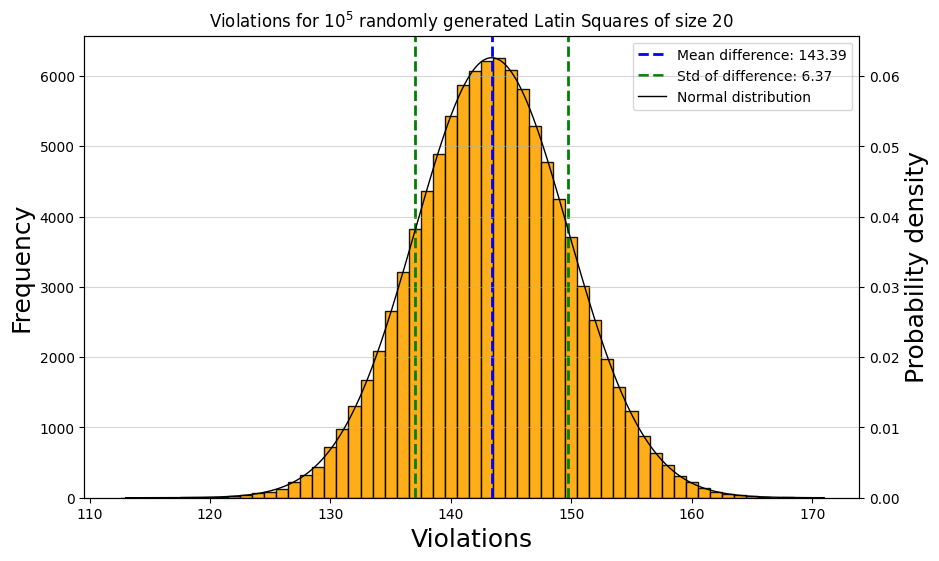 Violations for 10⁵ randomly generated Latin Squares of size 20
Mean difference: 143.39
Std of difference: 6.37
Normal distribution
Frequency
6000
5000
4000
3000
2000
1000
0
0.06
0.05
0.04
0.03
0.02
0.01
0.00
Probability density
110 120 130 140 150 160 170
Violations